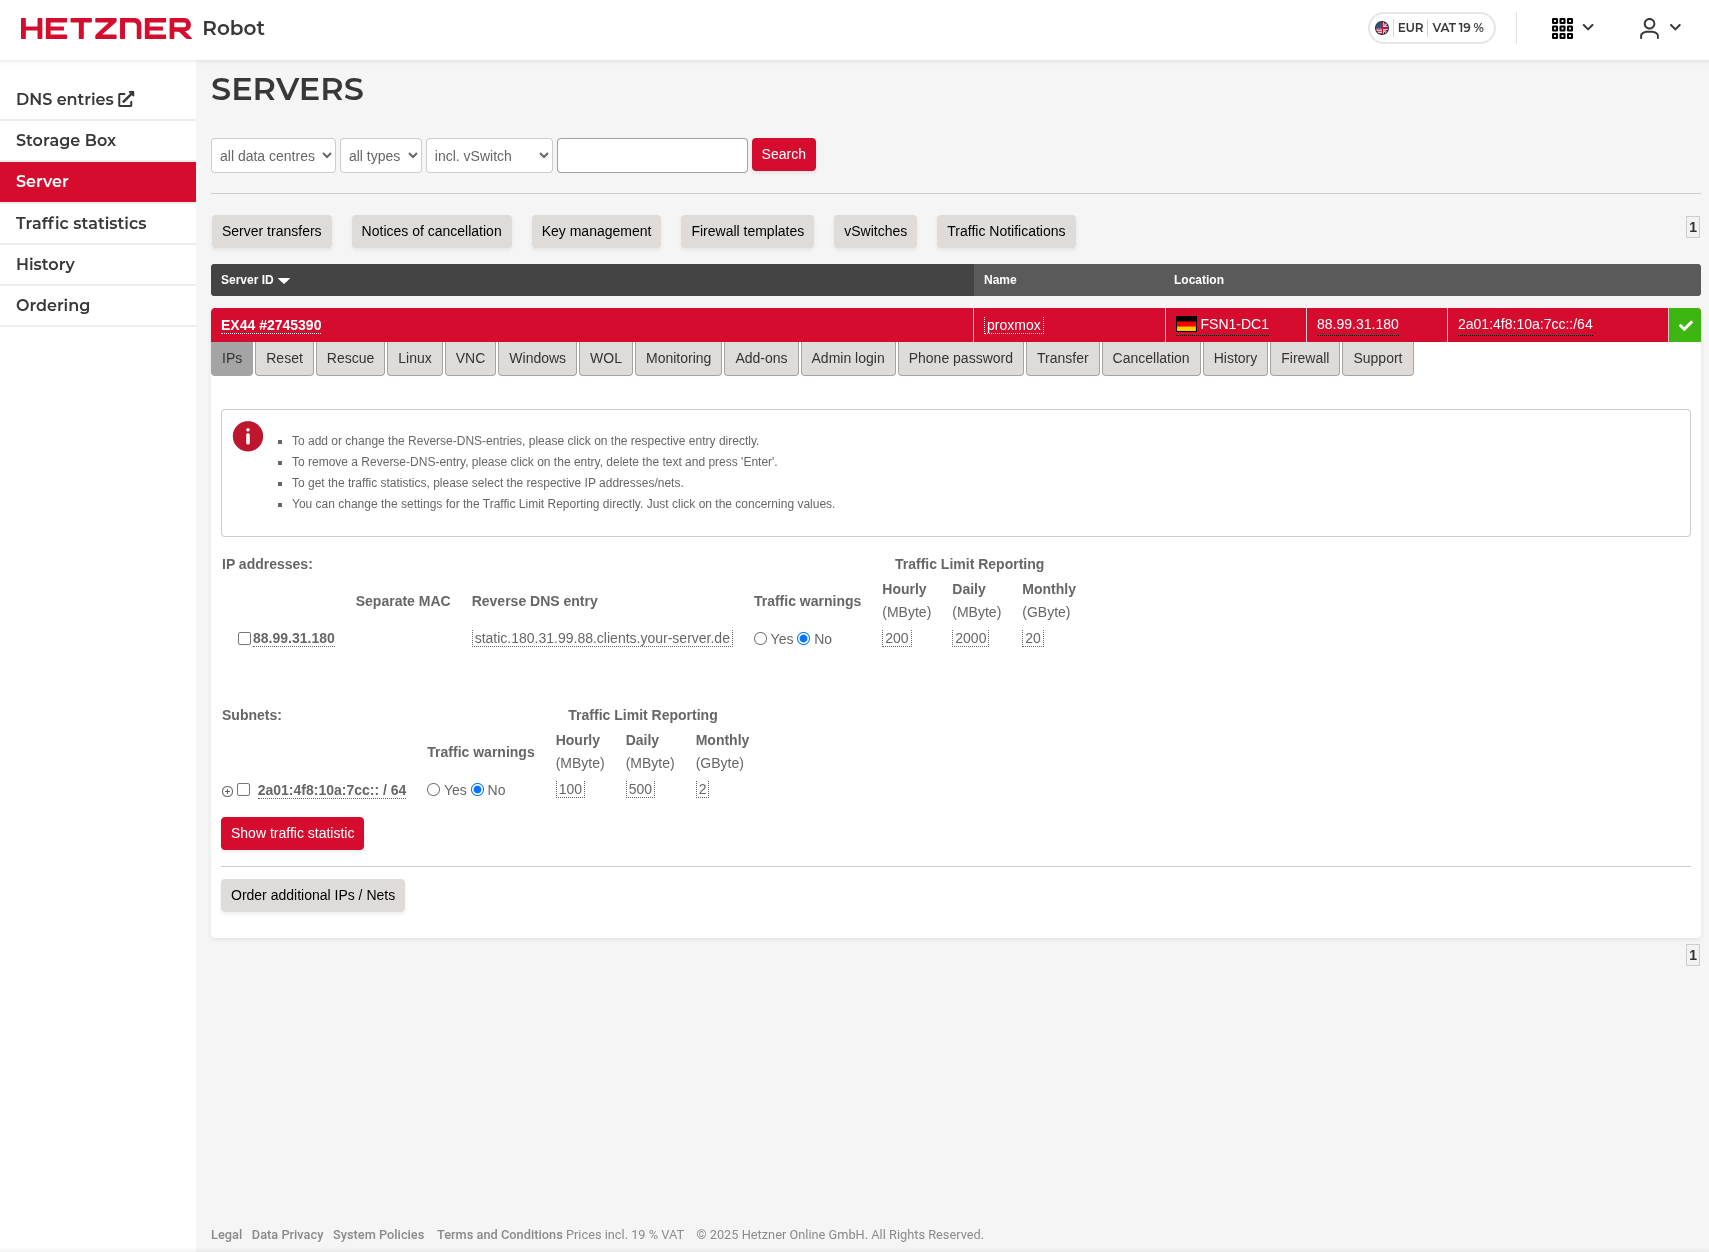 HETZNER Robot EUR VAT 19 %
DNS entries
Storage Box
Server
Traffic statistics
History
Ordering
SERVERS
all data centres all types incl. vSwitch Search
Server transfers Notices of cancellation Key management Firewall templates vSwitches Traffic Notifications 1
Server ID Name Location
EX44 #2745390 proxmox FSN1-DC1 88.99.31.180 2a01:4f8:10a:7cc::/64
IPs Reset Rescue Linux VNC Windows WOL Monitoring Add-ons Admin login Phone password Transfer Cancellation History Firewall Support
To add or change the Reverse-DNS-entries, please click on the respective entry directly.
To remove a Reverse-DNS-entry, please click on the entry, delete the text and press 'Enter'.
To get the traffic statistics, please select the respective IP addresses/nets.
You can change the settings for the Traffic Limit Reporting directly. Just click on the concerning values.
IP addresses: Traffic Limit Reporting
Separate MAC Reverse DNS entry Traffic warnings Hourly Daily Monthly
(MByte) (MByte) (GByte)
88.99.31.180 static.180.31.99.88.clients.your-server.de Yes No 200 2000 20
Subnets: Traffic Limit Reporting
Traffic warnings Hourly Daily Monthly
(MByte) (MByte) (GByte)
2a01:4f8:10a:7cc:: / 64 Yes No 100 500 2
Show traffic statistic
Order additional IPs / Nets
1
Legal Data Privacy System Policies Terms and Conditions Prices incl. 19 % VAT © 2025 Hetzner Online GmbH. All Rights Reserved.